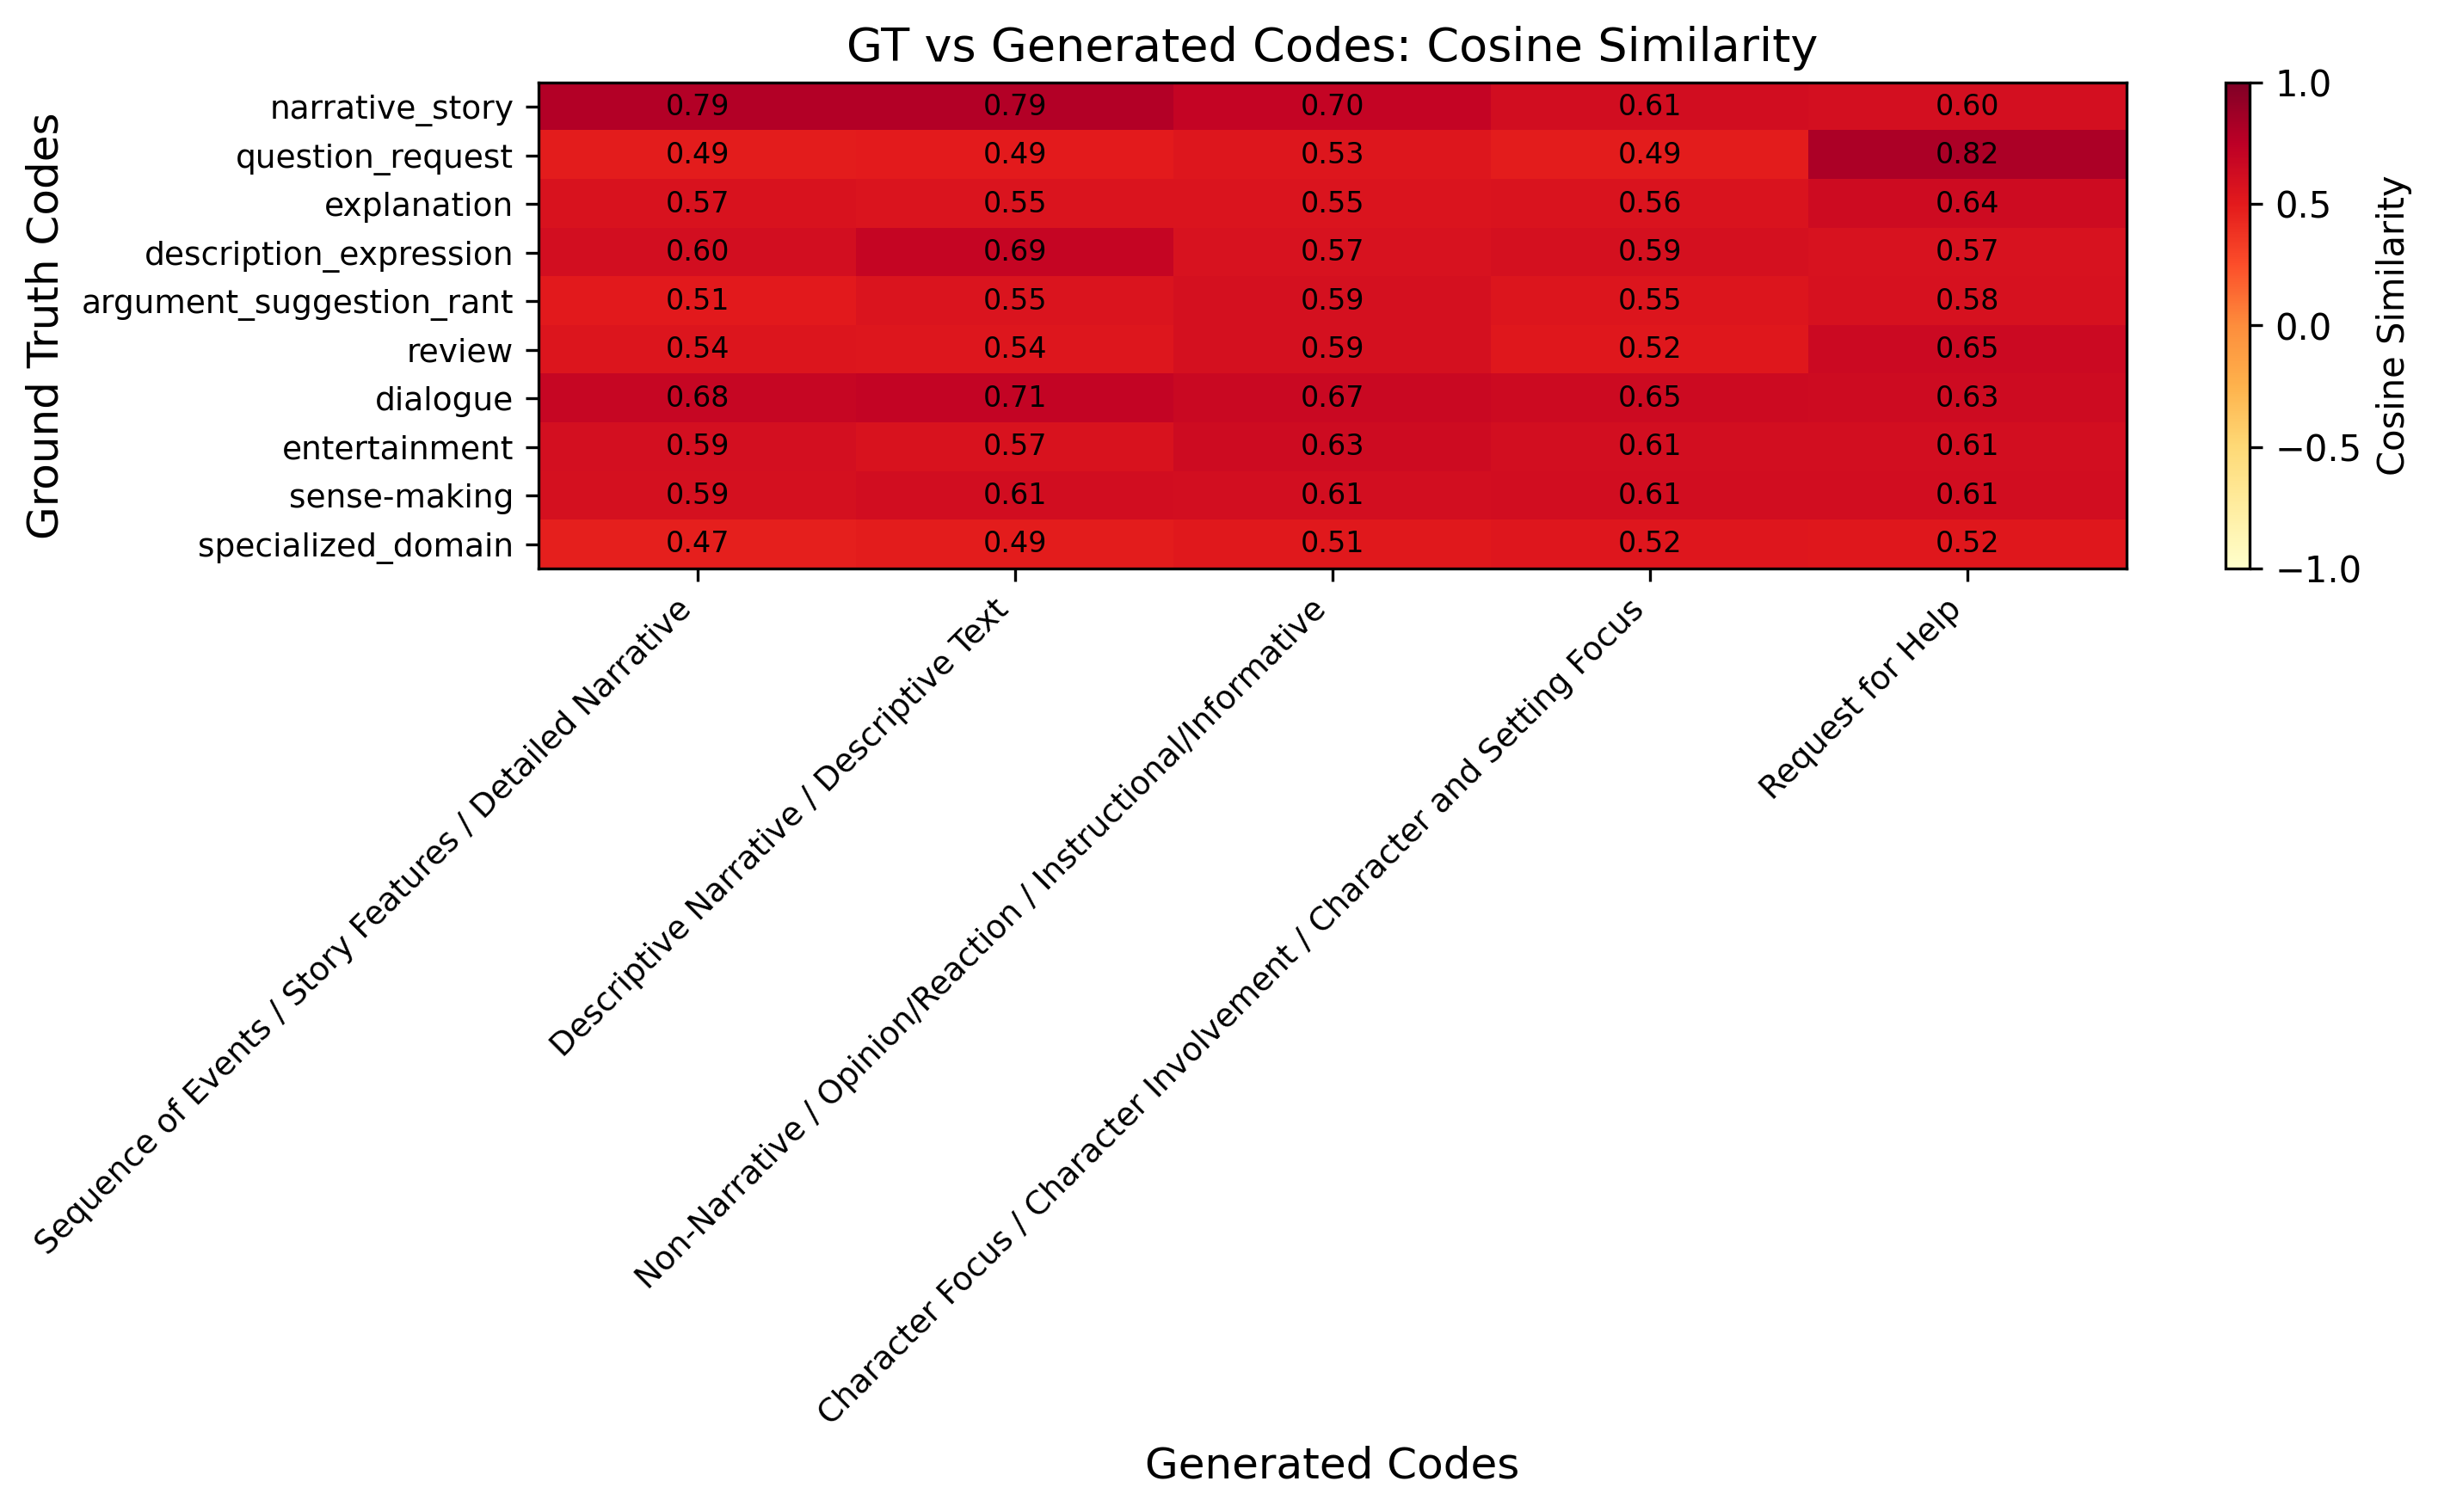 GT vs Generated Codes: Cosine Similarity
Ground Truth Codes
narrative_story 0.79 0.79 0.70 0.61 0.60
question_request 0.49 0.49 0.53 0.49 0.82
explanation 0.57 0.55 0.55 0.56 0.64
description_expression 0.60 0.69 0.57 0.59 0.57
argument_suggestion_rant 0.51 0.55 0.59 0.55 0.58
review 0.54 0.54 0.59 0.52 0.65
dialogue 0.68 0.71 0.67 0.65 0.63
entertainment 0.59 0.57 0.63 0.61 0.61
sense-making 0.59 0.61 0.61 0.61 0.61
specialized_domain 0.47 0.49 0.51 0.52 0.52
Sequence of Events / Story Features / Detailed Narrative
Descriptive Narrative / Descriptive Text
Non-Narrative / Opinion/Reaction / Instructional/Informative
Character Focus / Character Involvement / Character and Setting Focus
Request for Help
Generated Codes
1.0
0.5
0.0
−0.5
−1.0
Cosine Similarity